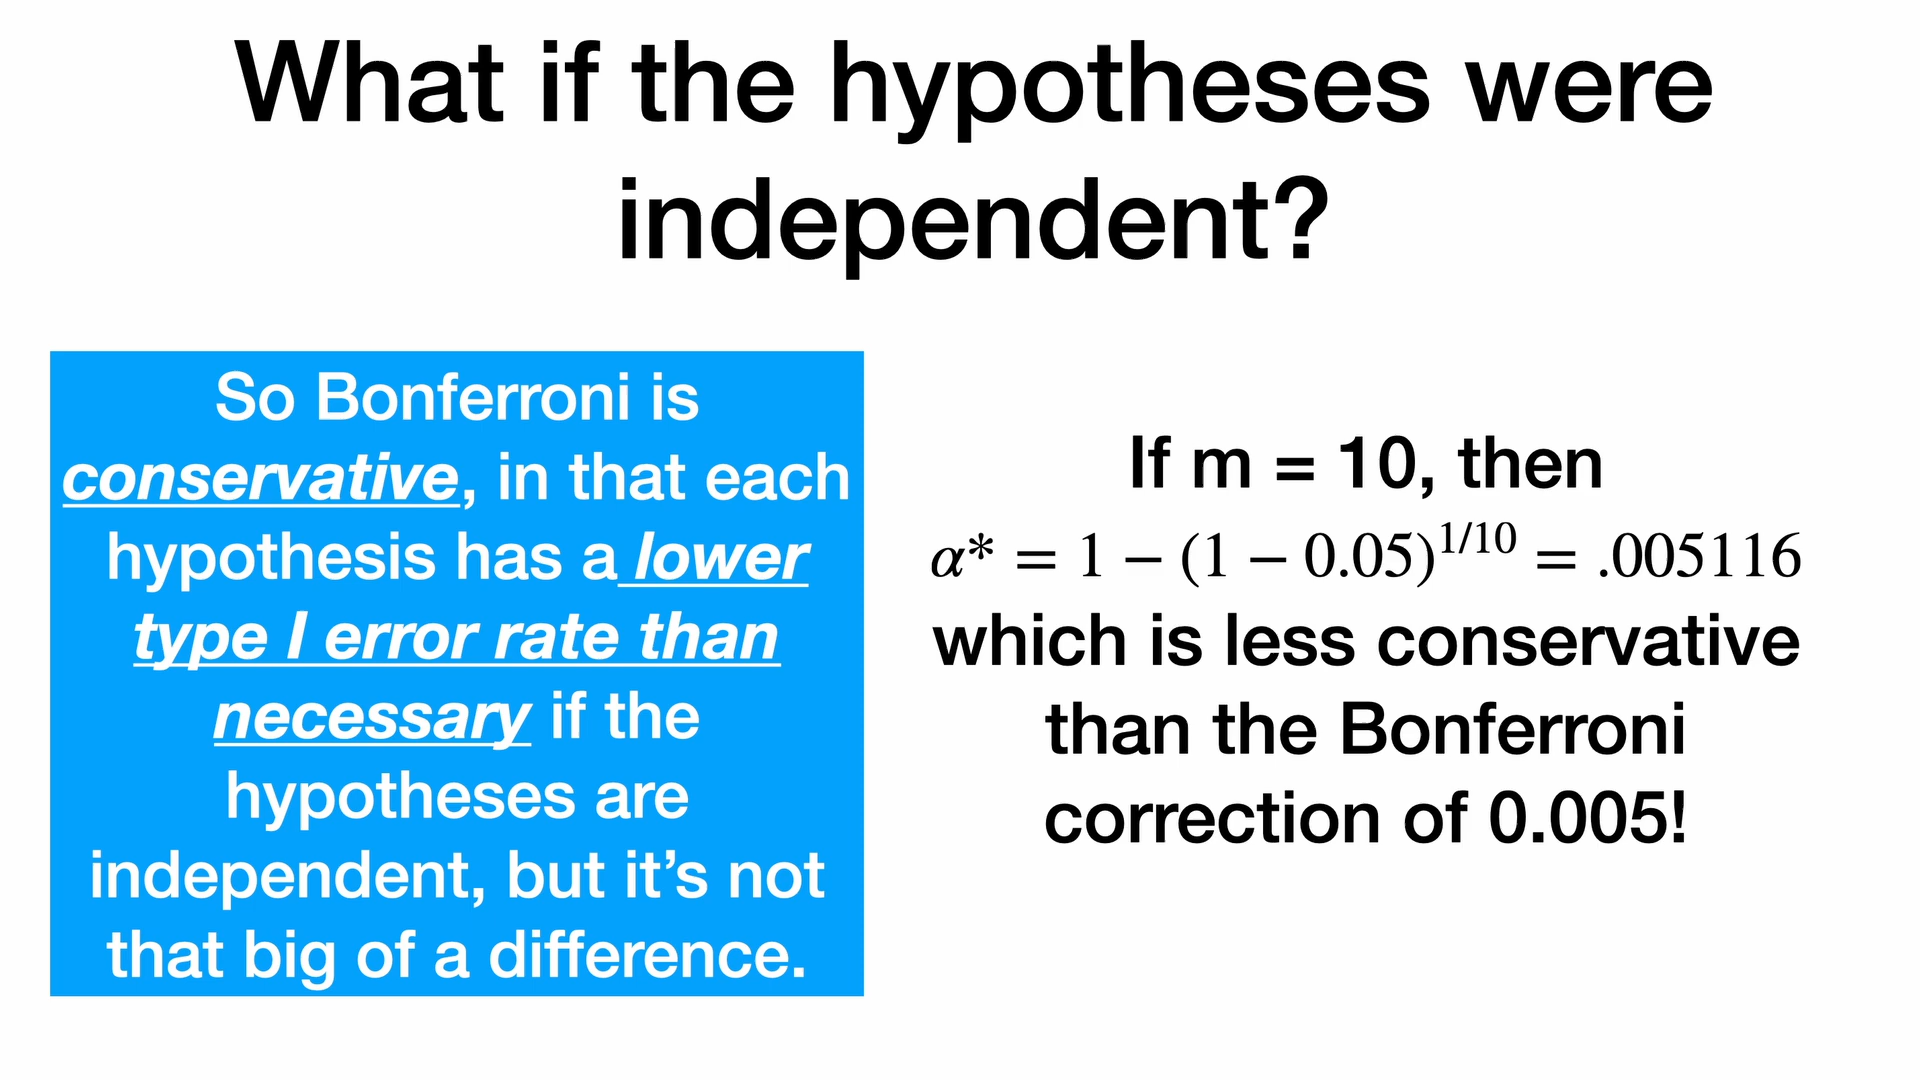 What if the hypotheses were
independent?
So Bonferroni is
conservative, in that each
hypothesis has a lower
type I error rate than
necessary if the
hypotheses are
independent, but it’s not
that big of a difference.
If m = 10, then
α* = 1 − (1 − 0.05)^{1/10} = .005116
which is less conservative
than the Bonferroni
correction of 0.005!